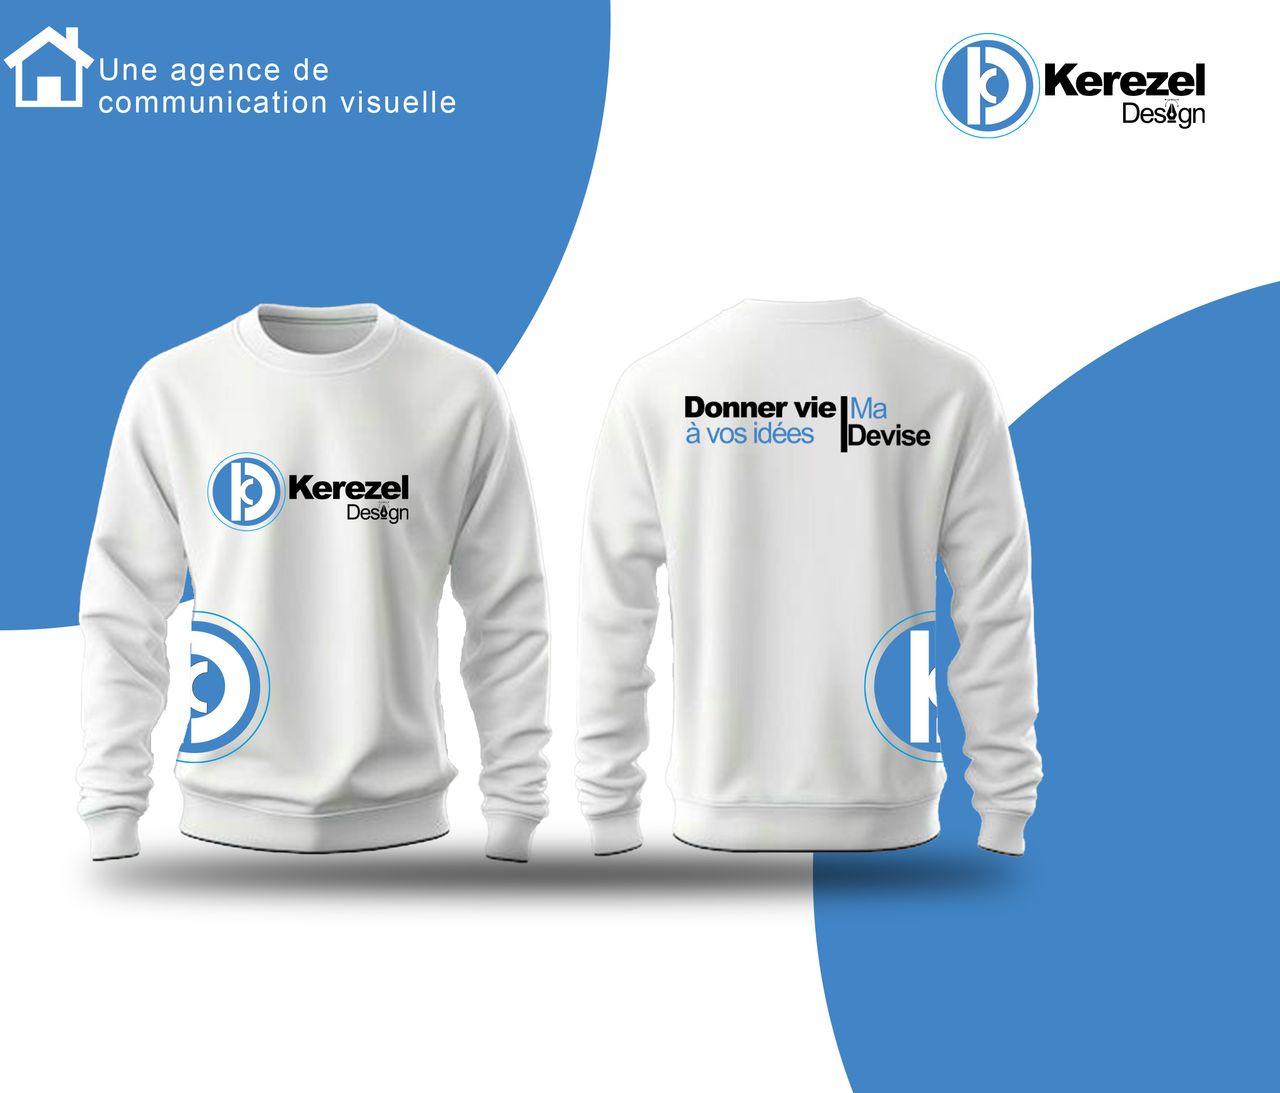 Une agence de
communication visuelle
Kerezel
Design
Kerezel
Design
Donner vie
à vos idées
Ma
Devise